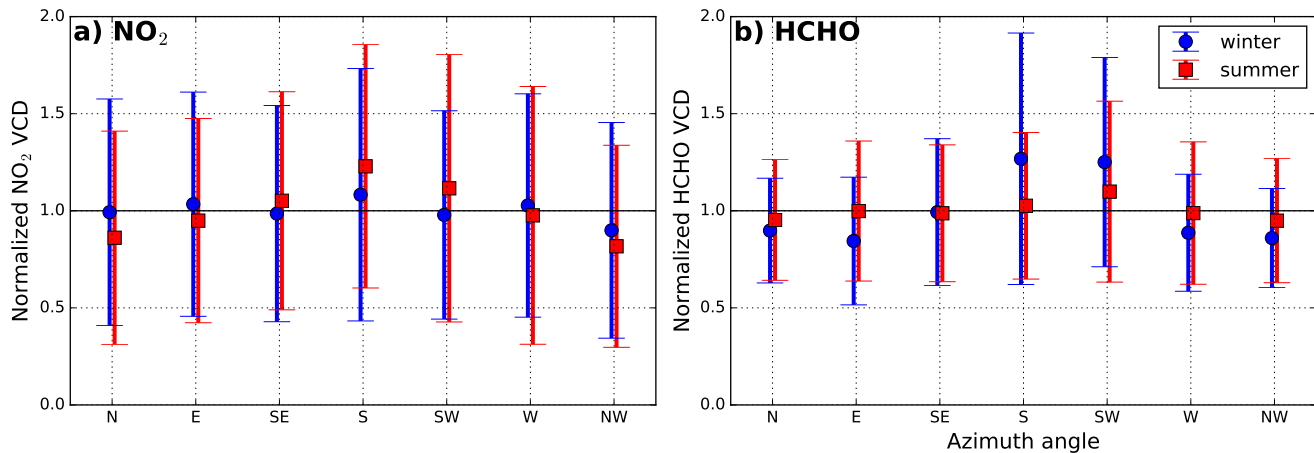 a) NO₂
Normalized NO₂ VCD
2.0
1.5
1.0
0.5
0.0
N E SE S SW W NW
b) HCHO
Normalized HCHO VCD
2.0
1.5
1.0
0.5
0.0
N E SE S SW W NW
Azimuth angle
winter
summer